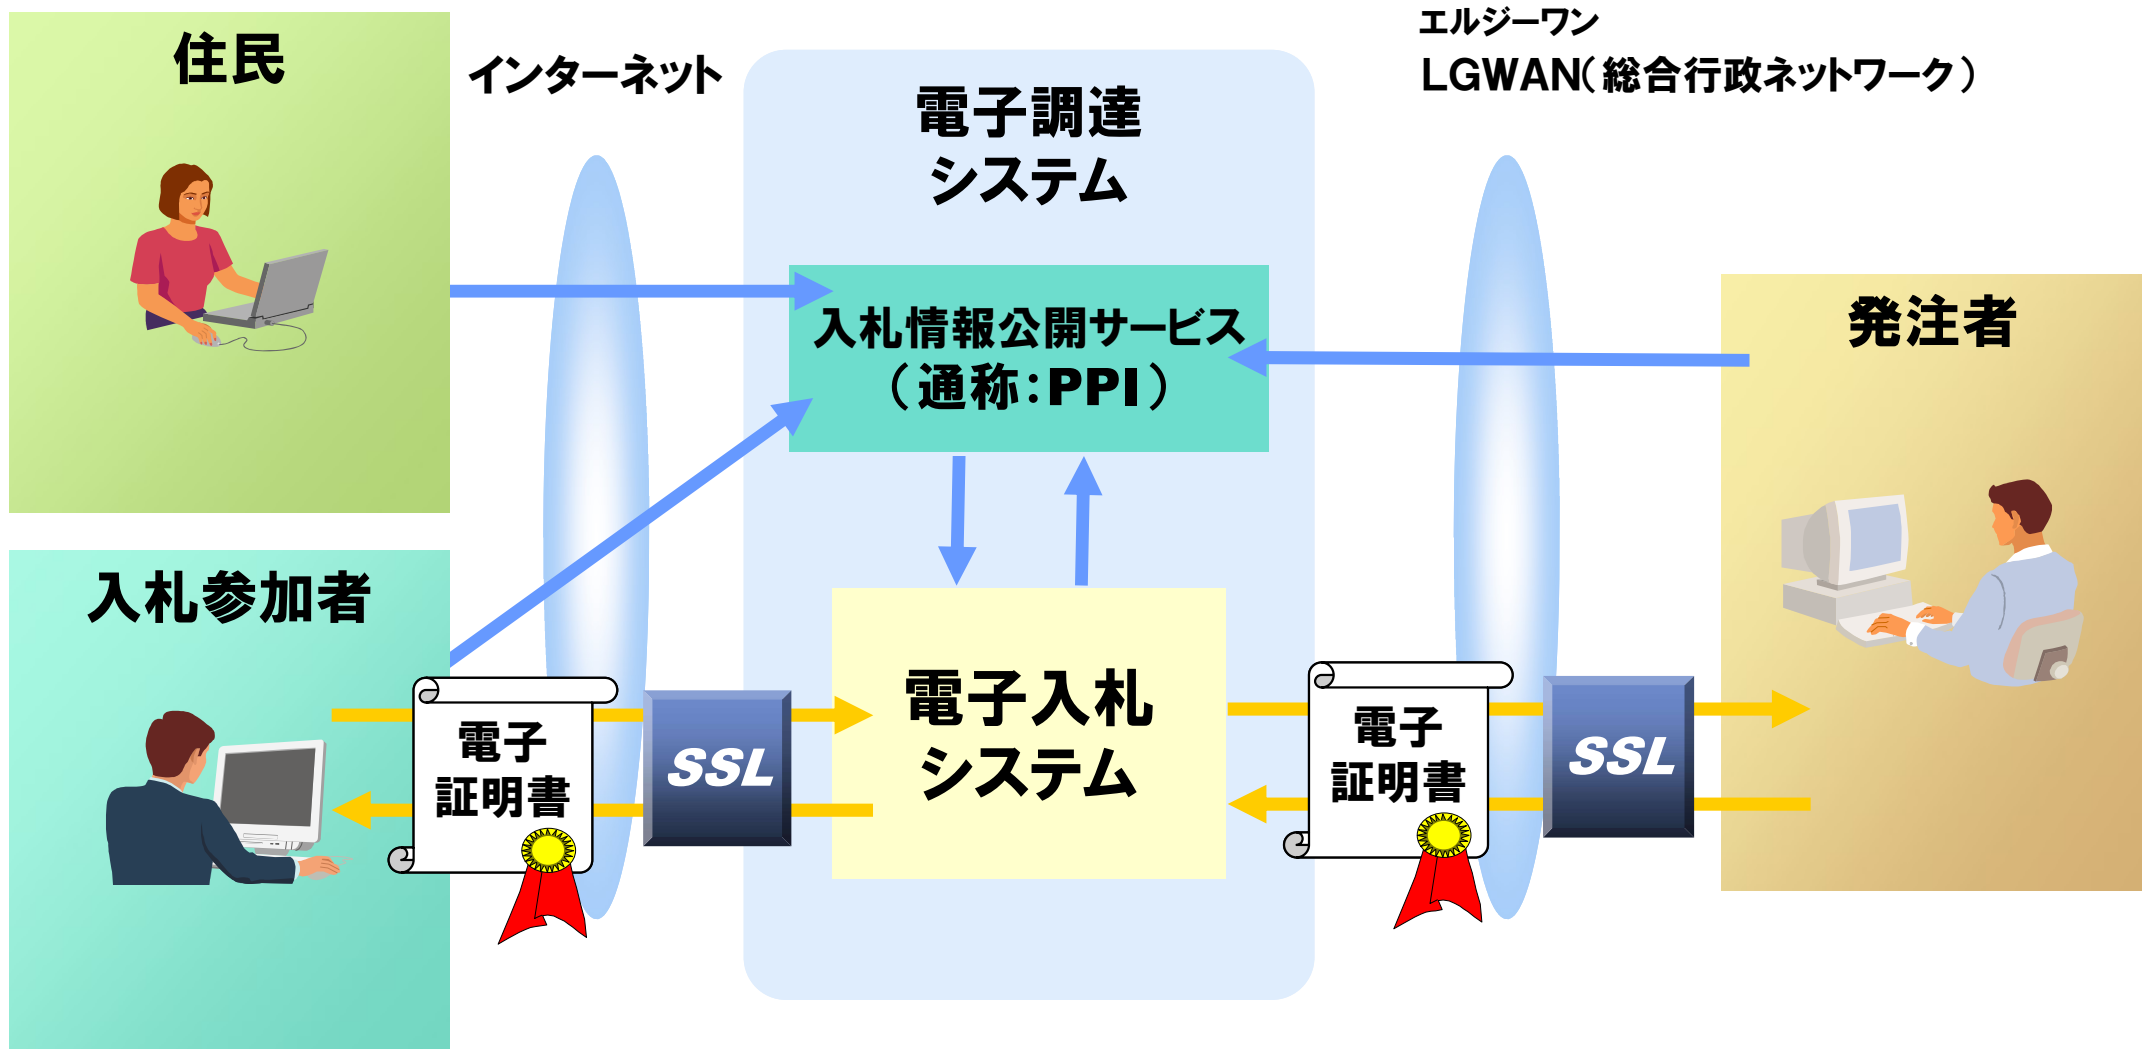 住民
インターネット
電子調達
システム
エルジーワン
LGWAN(総合行政ネットワーク)
入札情報公開サービス
(通称:PPI)
発注者
入札参加者
電子
証明書
SSL
電子入札
システム
電子
証明書
SSL